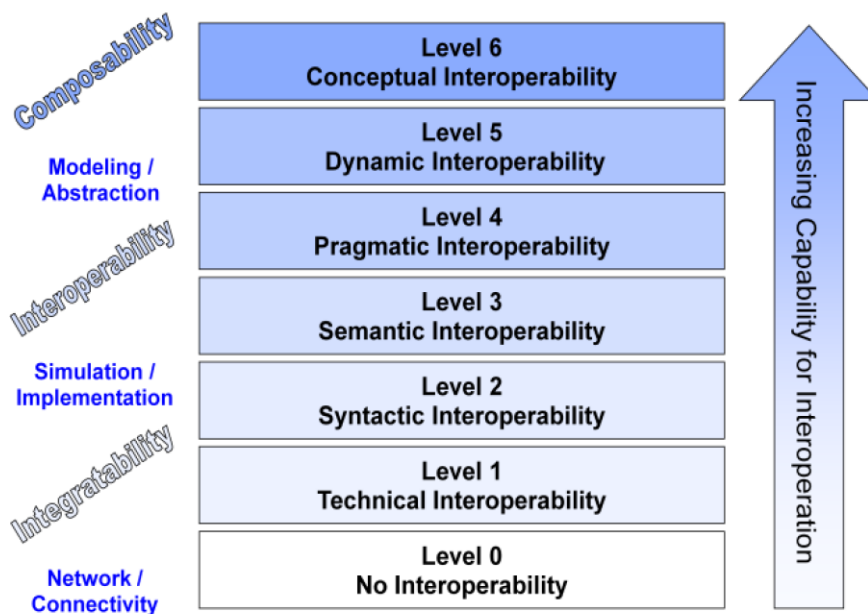 Composability
Level 6
Conceptual Interoperability
Modeling /
Abstraction
Level 5
Dynamic Interoperability
Interoperability
Level 4
Pragmatic Interoperability
Level 3
Semantic Interoperability
Simulation /
Implementation
Level 2
Syntactic Interoperability
Integratability
Level 1
Technical Interoperability
Network /
Connectivity
Level 0
No Interoperability
Increasing Capability for Interoperation